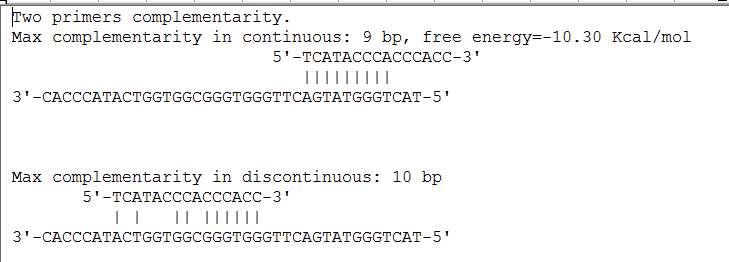 Two primers complementarity.
Max complementarity in continuous: 9 bp, free energy=-10.30 Kcal/mol
5'-TCATACCCACCCACC-3'
|||||||||
3'-CACCCATACTGGTGGCGGGTGGGTTCAGTATGGGTCAT-5'
Max complementarity in discontinuous: 10 bp
5'-TCATACCCACCCACC-3'
| |   || ||||||
3'-CACCCATACTGGTGGCGGGTGGGTTCAGTATGGGTCAT-5'